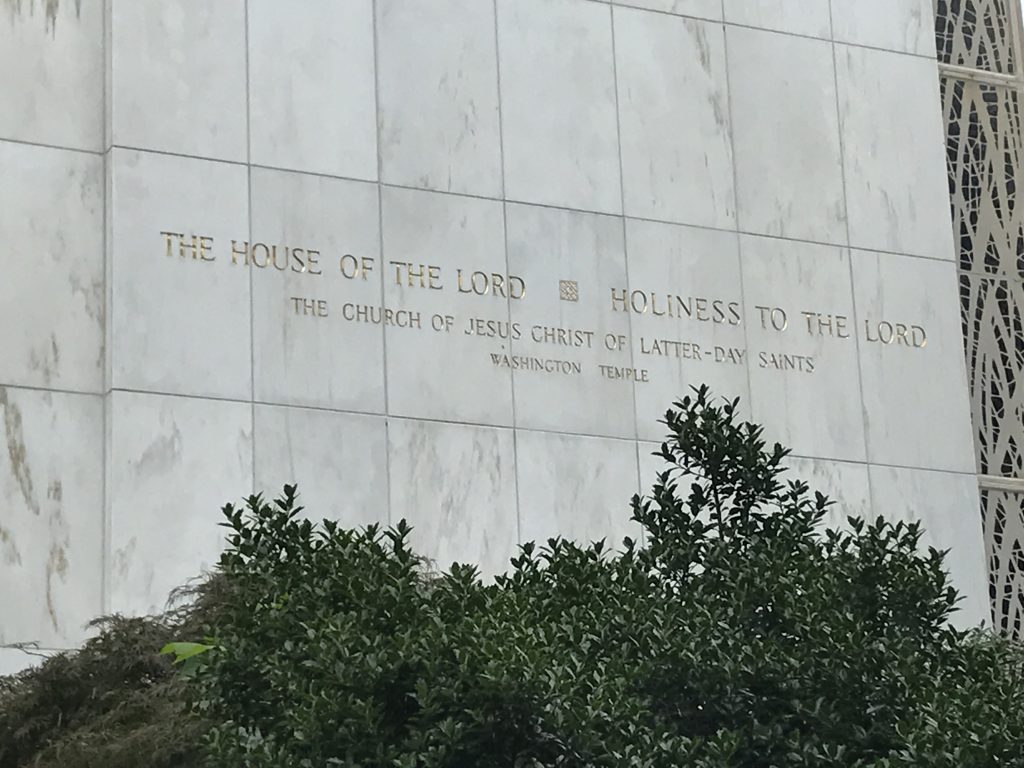 THE HOUSE OF THE LORD HOLINESS TO THE LORD
THE CHURCH OF JESUS CHRIST OF LATTER-DAY SAINTS
WASHINGTON TEMPLE